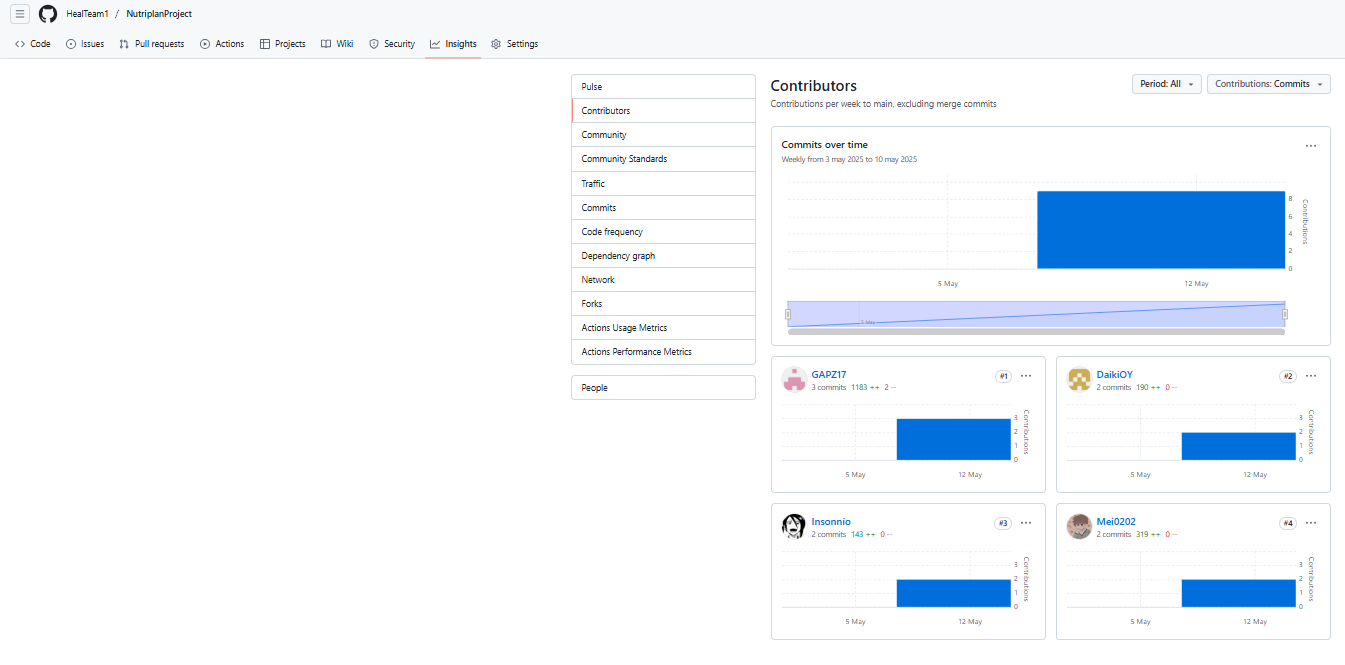 HealTeam1 / NutriplanProject
Code Issues Pull requests Actions Projects Wiki Security Insights Settings
Pulse
Contributors
Community
Community Standards
Traffic
Commits
Code frequency
Dependency graph
Network
Forks
Actions Usage Metrics
Actions Performance Metrics
People
Contributors
Period: All
Contributions: Commits
Contributions per week to main, excluding merge commits
Commits over time
Weekly from 3 may 2025 to 10 may 2025
8
6
4
2
0
Contributions
5 May 12 May
5 May
GAPZ17 #1
3 commits 1183 ++ 2 --
3
2
1
0
Contributions
5 May 12 May
DaikiOY #2
2 commits 190 ++ 0 --
3
2
1
0
Contributions
5 May 12 May
Insonnio #3
2 commits 143 ++ 0 --
3
2
1
0
Contributions
5 May 12 May
Mei0202 #4
2 commits 319 ++ 0 --
3
2
1
0
Contributions
5 May 12 May